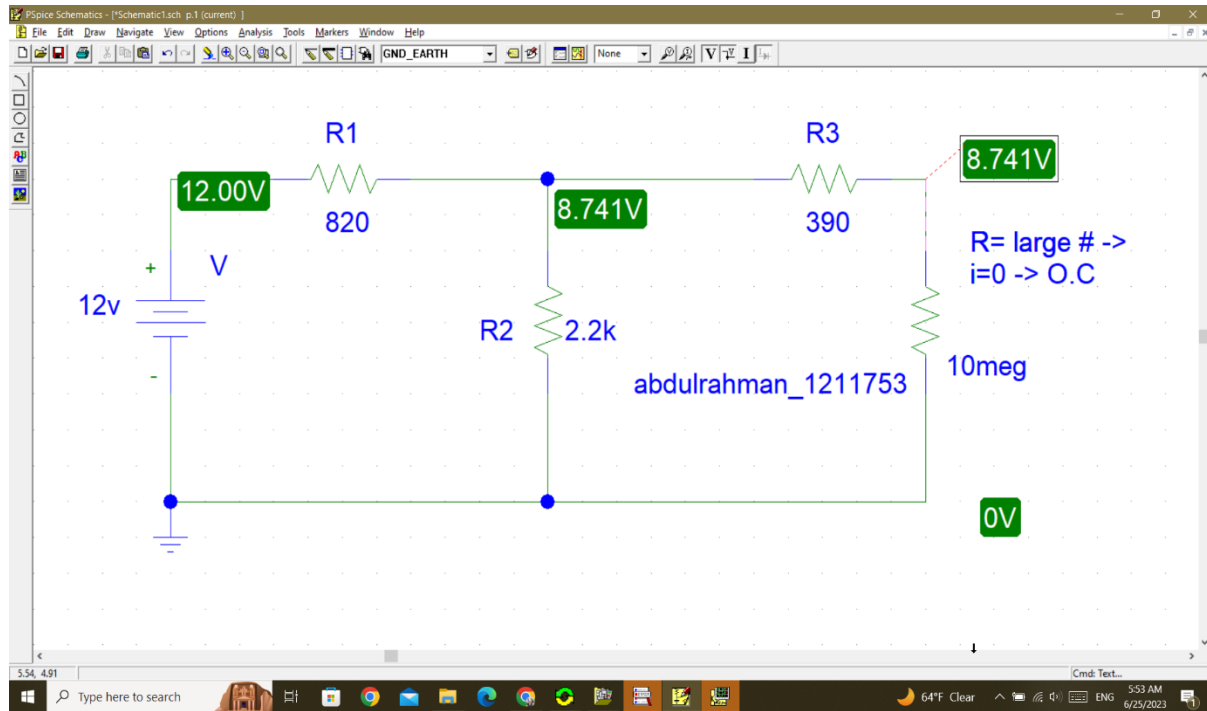 PSpice Schematics - [*Schematic1.sch p.1 (current) ]
File Edit Draw Navigate View Options Analysis Tools Markers Window Help
GND_EARTH
None
V
I
R1
R3
12.00V
8.741V
8.741V
820
390
R= large # ->
i=0 -> O.C
+
V
12v
R2
2.2k
-
10meg
abdulrahman_1211753
0V
5.54, 4.91
Cmd: Text...
Type here to search
64°F Clear
ENG
5:53 AM
6/25/2023